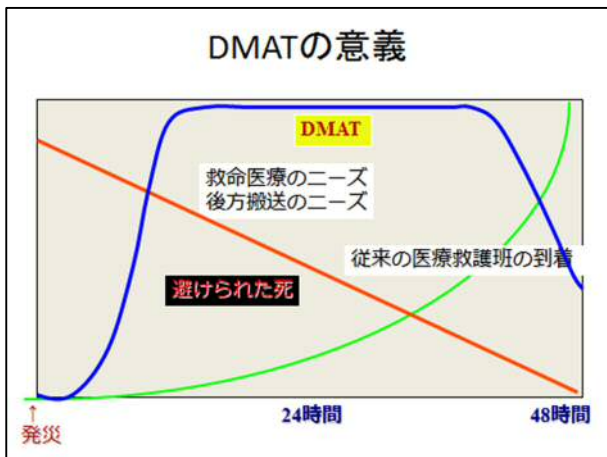 DMATの意義
DMAT
救命医療のニーズ
後方搬送のニーズ
従来の医療救護班の到着
避けられた死
↑
発災
24時間
48時間